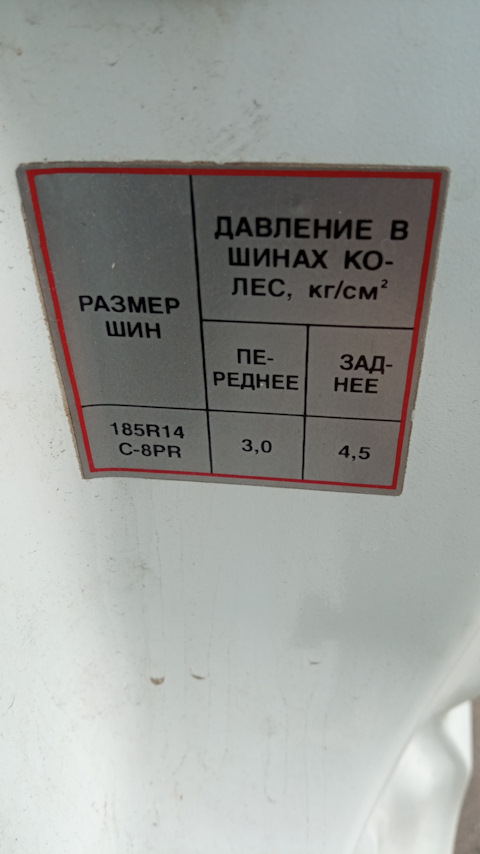 РАЗМЕР
ШИН
ДАВЛЕНИЕ В
ШИНАХ КО-
ЛЕС, кг/см²
ПЕ-
РЕДНЕЕ
ЗАД-
НЕЕ
185R14
C-8PR
3,0
4,5